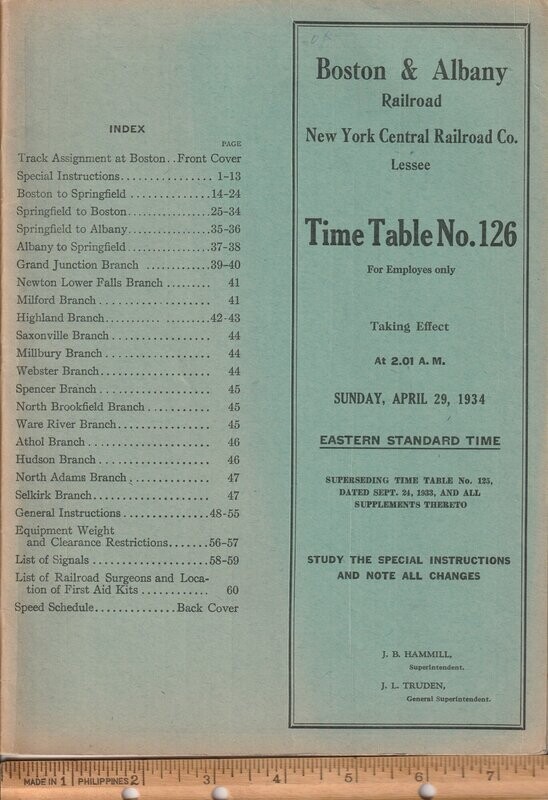 INDEX
PAGE
Track Assignment at Boston..Front Cover
Special Instructions................ 1-13
Boston to Springfield ..............14-24
Springfield to Boston...............25-34
Springfield to Albany...............35-36
Albany to Springfield...............37-38
Grand Junction Branch ...........39-40
Newton Lower Falls Branch ........ 41
Milford Branch.................... 41
Highland Branch..................42-43
Saxonville Branch.................. 44
Millbury Branch................... 44
Webster Branch.................... 44
Spencer Branch.................... 45
North Brookfield Branch........... 45
Ware River Branch................. 45
Athol Branch...................... 46
Hudson Branch.................... 46
North Adams Branch............... 47
Selkirk Branch..................... 47
General Instructions...............48-55
Equipment Weight
and Clearance Restrictions.......56-57
List of Signals .....................58-59
List of Railroad Surgeons and Loca-
tion of First Aid Kits ............ 60
Speed Schedule..............Back Cover
Boston & Albany
Railroad
New York Central Railroad Co.
Lessee
Time Table No. 126
For Employes only
Taking Effect
At 2.01 A. M.
SUNDAY, APRIL 29, 1934
EASTERN STANDARD TIME
SUPERSEDING TIME TABLE No. 125,
DATED SEPT. 24, 1933, AND ALL
SUPPLEMENTS THERETO
STUDY THE SPECIAL INSTRUCTIONS
AND NOTE ALL CHANGES
J. B. HAMMILL,
Superintendent.
J. L. TRUDEN,
General Superintendent.
MADE IN 1 PHILIPPINES 2 3 4 5 6 7